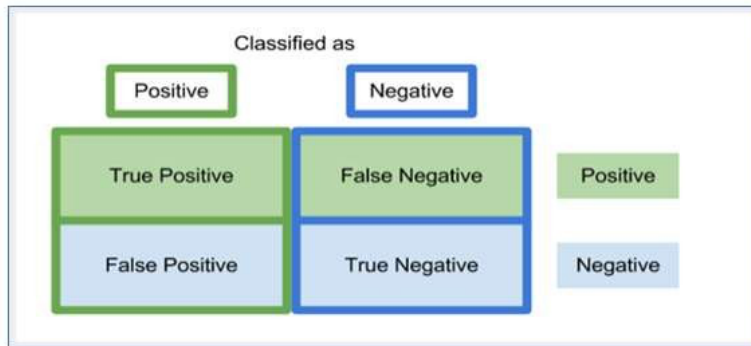 Classified as
Positive Negative
True Positive False Negative Positive
False Positive True Negative Negative